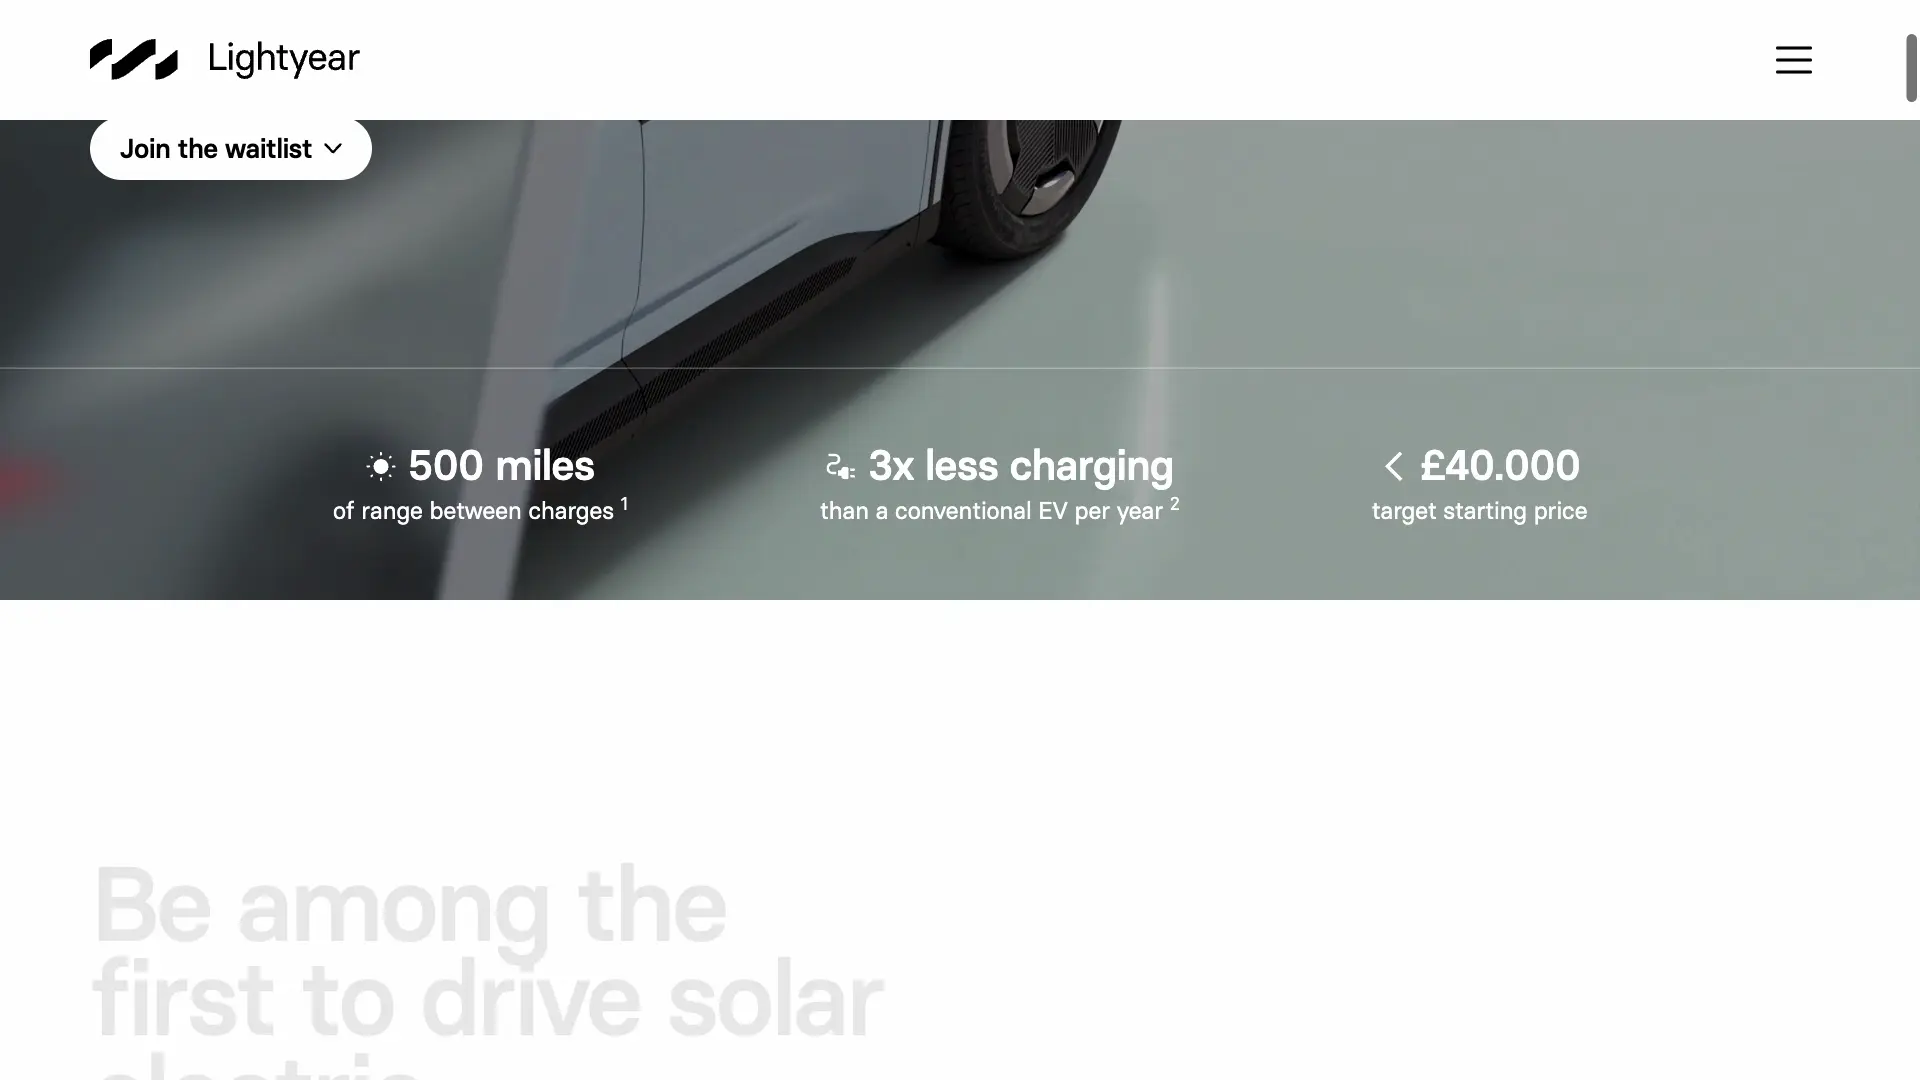 Lightyear
Join the waitlist
500 miles
of range between charges 1
3x less charging
than a conventional EV per year 2
< £40.000
target starting price
Be among the
first to drive solar
electric